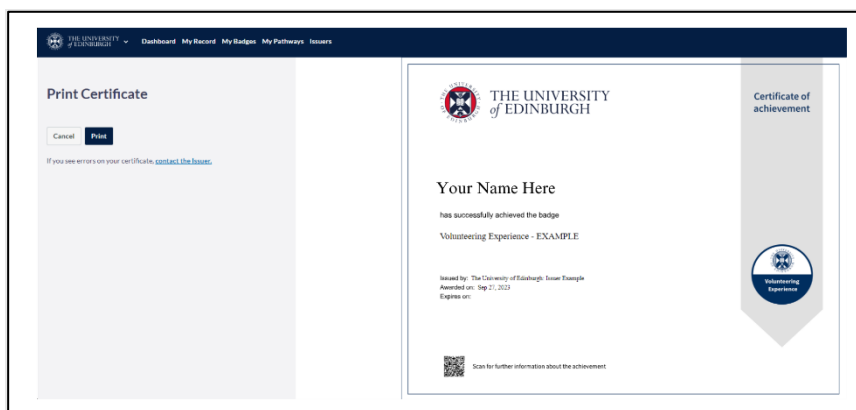 THE UNIVERSITY
of EDINBURGH
Dashboard My Record My Badges My Pathways Issuers
Print Certificate
Cancel Print
If you see errors on your certificate, contact the Issuer.
THE UNIVERSITY
of EDINBURGH
Certificate of
achievement
Your Name Here
has successfully achieved the badge
Volunteering Experience - EXAMPLE
Issued by: The University of Edinburgh: Issuer Example
Awarded on: Sep 27, 2023
Expires on:
Volunteering
Experience
Scan for further information about the achievement